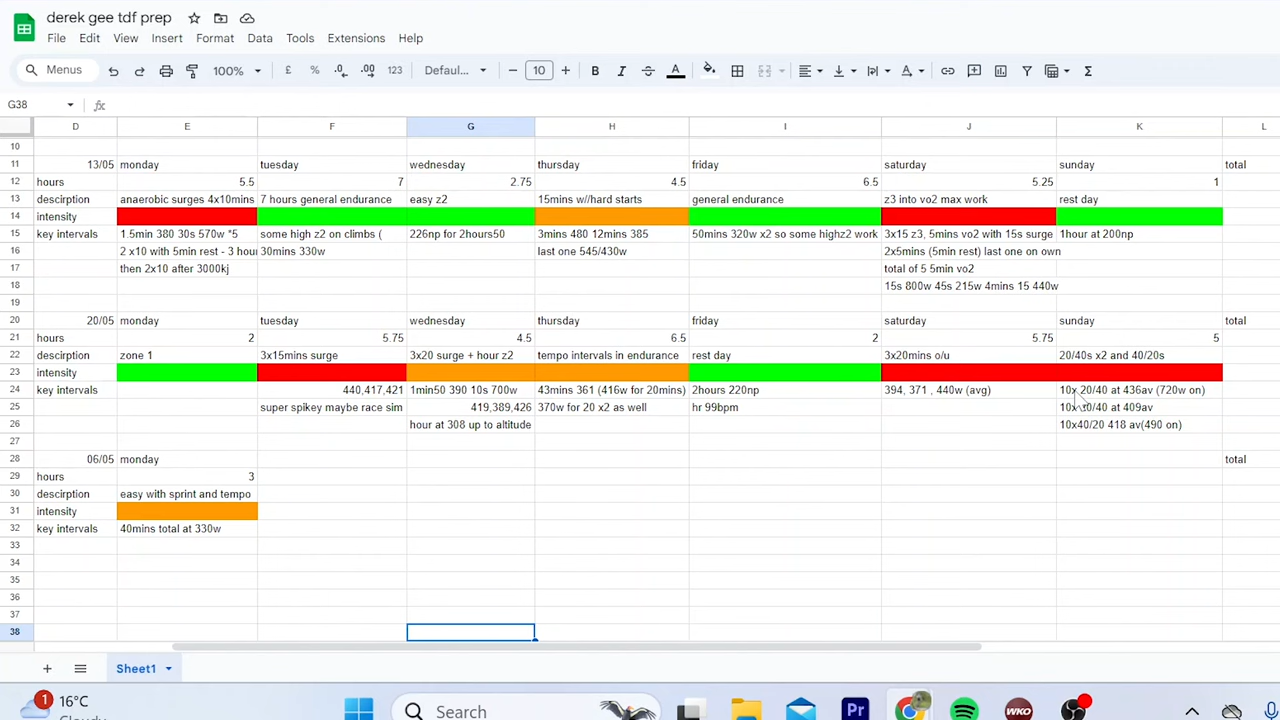 derek gee tdf prep
File Edit View Insert Format Data Tools Extensions Help
Menus 100% £ % .0 .00 123 Defaul... 10 B I A
G38 fx
D E F G H I J K L
10
11 13/05 monday tuesday wednesday thursday friday saturday sunday total
12 hours 5.5 7 2.75 4.5 6.5 5.25 1
13 descirption anaerobic surges 4x10mins 7 hours general endurance easy z2 15mins w//hard starts general endurance z3 into vo2 max work rest day
14 intensity
15 key intervals 1.5min 380 30s 570w *5 some high z2 on climbs ( 226np for 2hours50 3mins 480 12mins 385 50mins 320w x2 so some highz2 work 3x15 z3, 5mins vo2 with 15s surge 1hour at 200np
16 2 x10 with 5min rest - 3 hour 30mins 330w last one 545/430w 2x5mins (5min rest) last one on own
17 then 2x10 after 3000kj total of 5 5min vo2
18 15s 800w 45s 215w 4mins 15 440w
19
20 20/05 monday tuesday wednesday thursday friday saturday sunday total
21 hours 2 5.75 4.5 6.5 2 5.75 5
22 descirption zone 1 3x15mins surge 3x20 surge + hour z2 tempo intervals in endurance rest day 3x20mins o/u 20/40s x2 and 40/20s
23 intensity
24 key intervals 440,417,421 1min50 390 10s 700w 43mins 361 (416w for 20mins) 2hours 220np 394, 371 , 440w (avg) 10x 20/40 at 436av (720w on)
25 super spikey maybe race sim 419,389,426 370w for 20 x2 as well hr 99bpm 10x20/40 at 409av
26 hour at 308 up to altitude 10x40/20 418 av(490 on)
27
28 06/05 monday total
29 hours 3
30 descirption easy with sprint and tempo
31 intensity
32 key intervals 40mins total at 330w
33
34
35
36
37
38
Sheet1
1 16°C
Cloudy
Search
Pr
WKO